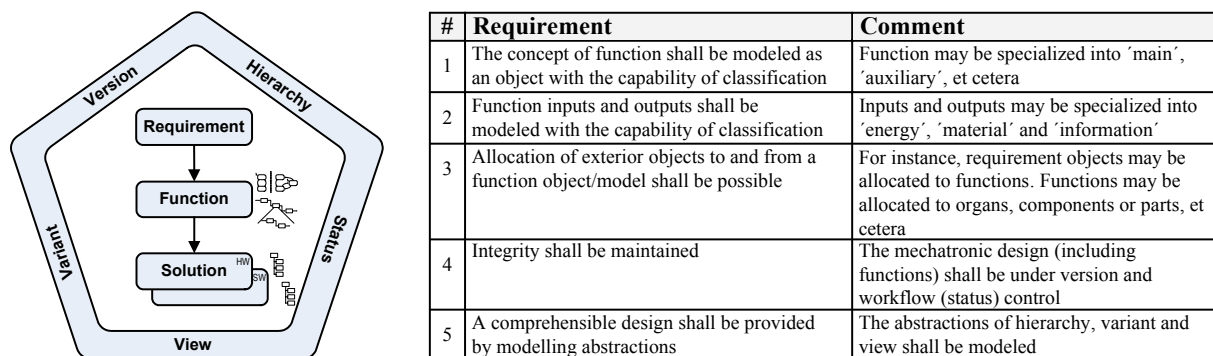 Version
Hierarchy
Variant
Status
View
Requirement
Function
Solution
HW
SW
# Requirement Comment
1 The concept of function shall be modeled as Function may be specialized into ´main´,
an object with the capability of classification ´auxiliary´, et cetera
2 Function inputs and outputs shall be Inputs and outputs may be specialized into
modeled with the capability of classification ´energy´, ´material´ and ´information´
3 Allocation of exterior objects to and from a For instance, requirement objects may be
function object/model shall be possible allocated to functions. Functions may be
allocated to organs, components or parts, et
cetera
4 Integrity shall be maintained The mechatronic design (including
functions) shall be under version and
workflow (status) control
5 A comprehensible design shall be provided The abstractions of hierarchy, variant and
by modelling abstractions view shall be modeled